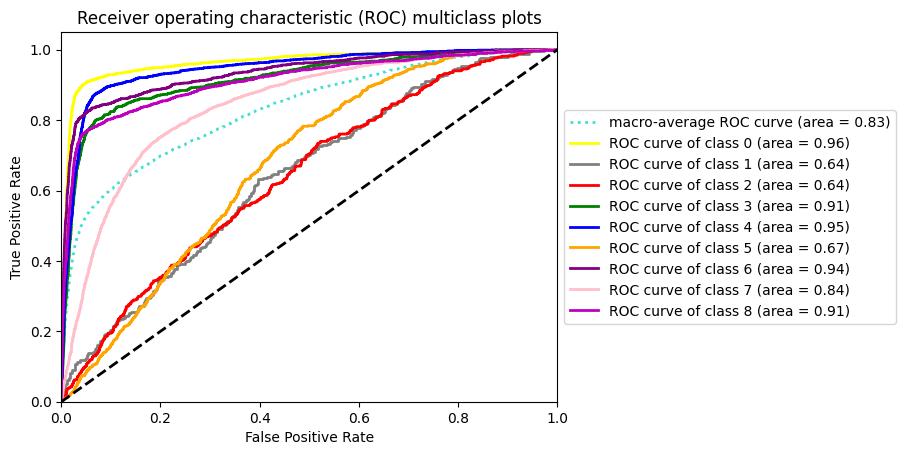 Receiver operating characteristic (ROC) multiclass plots
True Positive Rate
1.0
0.8
0.6
0.4
0.2
0.0
0.0 0.2 0.4 0.6 0.8 1.0
False Positive Rate
macro-average ROC curve (area = 0.83)
ROC curve of class 0 (area = 0.96)
ROC curve of class 1 (area = 0.64)
ROC curve of class 2 (area = 0.64)
ROC curve of class 3 (area = 0.91)
ROC curve of class 4 (area = 0.95)
ROC curve of class 5 (area = 0.67)
ROC curve of class 6 (area = 0.94)
ROC curve of class 7 (area = 0.84)
ROC curve of class 8 (area = 0.91)